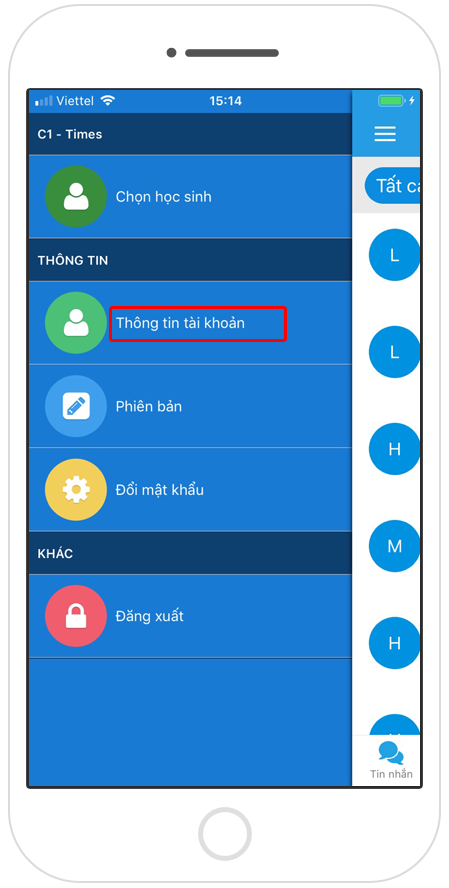 Viettel 15:14
C1 - Times
Chọn học sinh
THÔNG TIN
Thông tin tài khoản
Phiên bản
Đổi mật khẩu
KHÁC
Đăng xuất
Tất cả
L
L
H
M
H
Tin nhắn